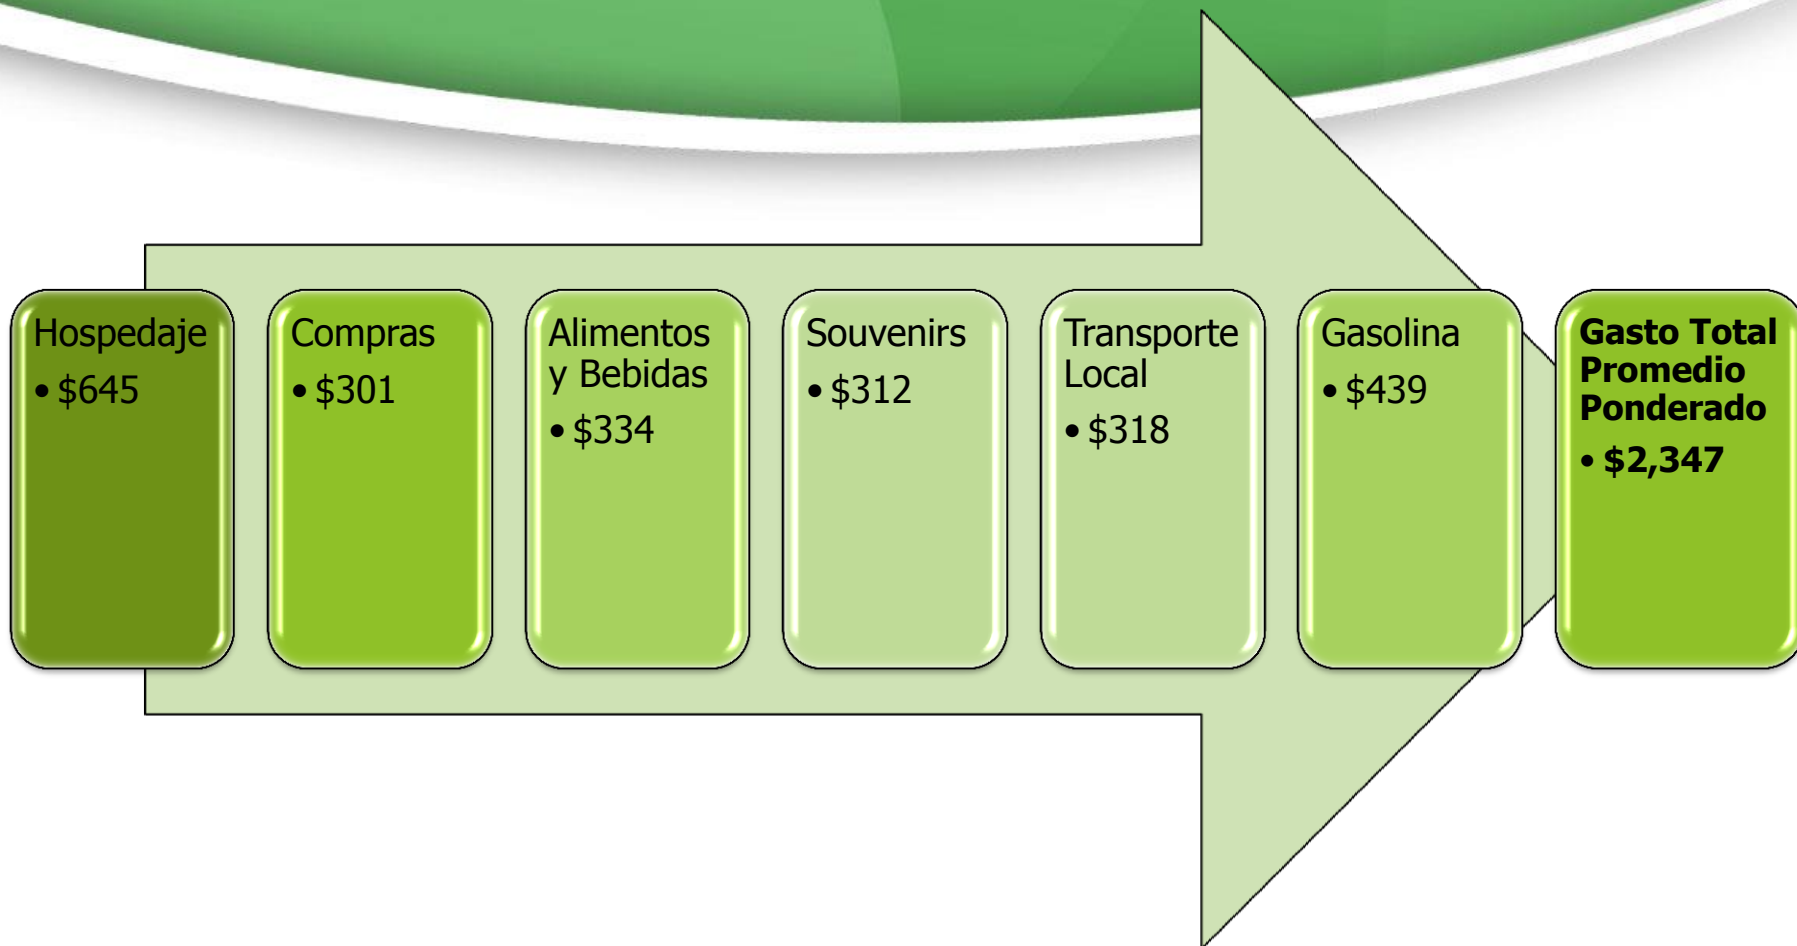 Hospedaje
• $645
Compras
• $301
Alimentos
y Bebidas
• $334
Souvenirs
• $312
Transporte
Local
• $318
Gasolina
• $439
Gasto Total
Promedio
Ponderado
• $2,347